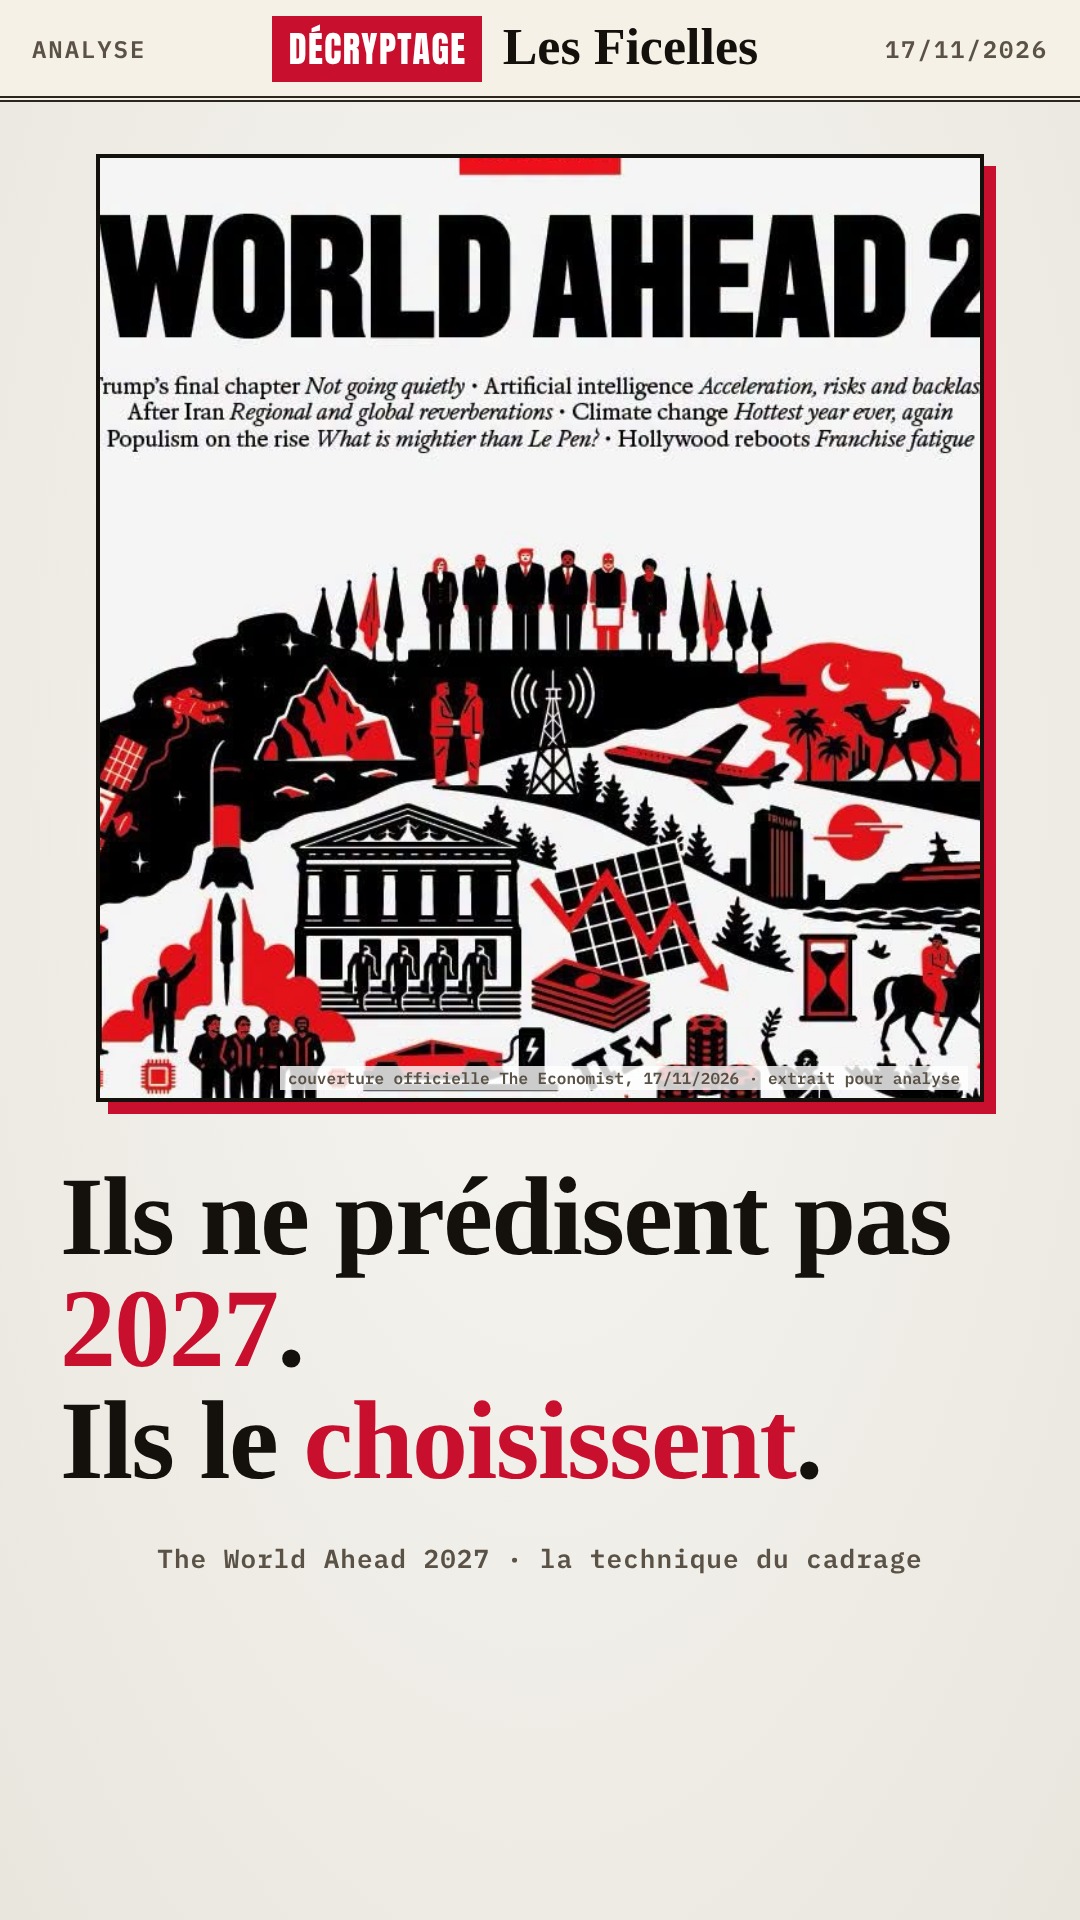 ANALYSE
DÉCRYPTAGE Les Ficelles
17/11/2026
WORLD AHEAD 2
Trump's final chapter Not going quietly • Artificial intelligence Acceleration, risks and backlas
After Iran Regional and global reverberations • Climate change Hottest year ever, again
Populism on the rise What is mightier than Le Pen? • Hollywood reboots Franchise fatigue
TRUMP
πεν
couverture officielle The Economist, 17/11/2026 · extrait pour analyse
Ils ne prédisent pas
2027.
Ils le choisissent.
The World Ahead 2027 · la technique du cadrage